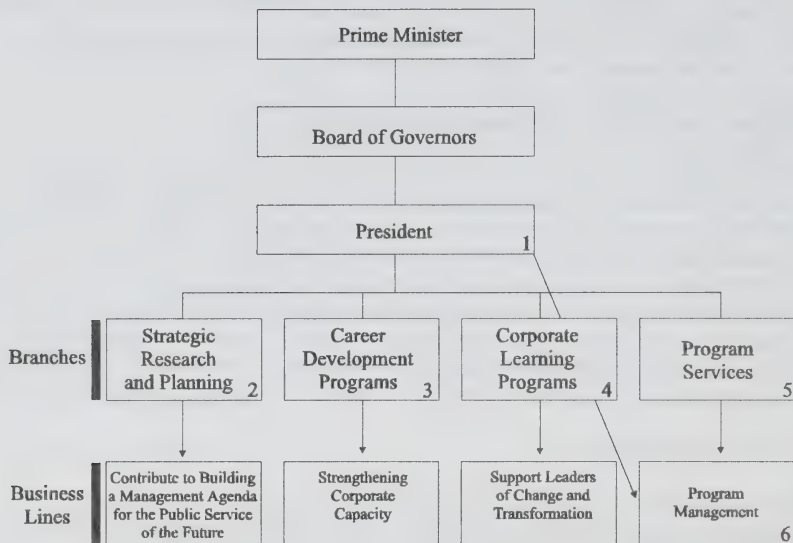 Prime Minister
Board of Governors
President
1
Branches
Strategic
Research
and Planning
2
Career
Development
Programs
3
Corporate
Learning
Programs
4
Program
Services
5
Business
Lines
Contribute to Building
a Management Agenda
for the Public Service
of the Future
Strengthening
Corporate
Capacity
Support Leaders
of Change and
Transformation
Program
Management
6